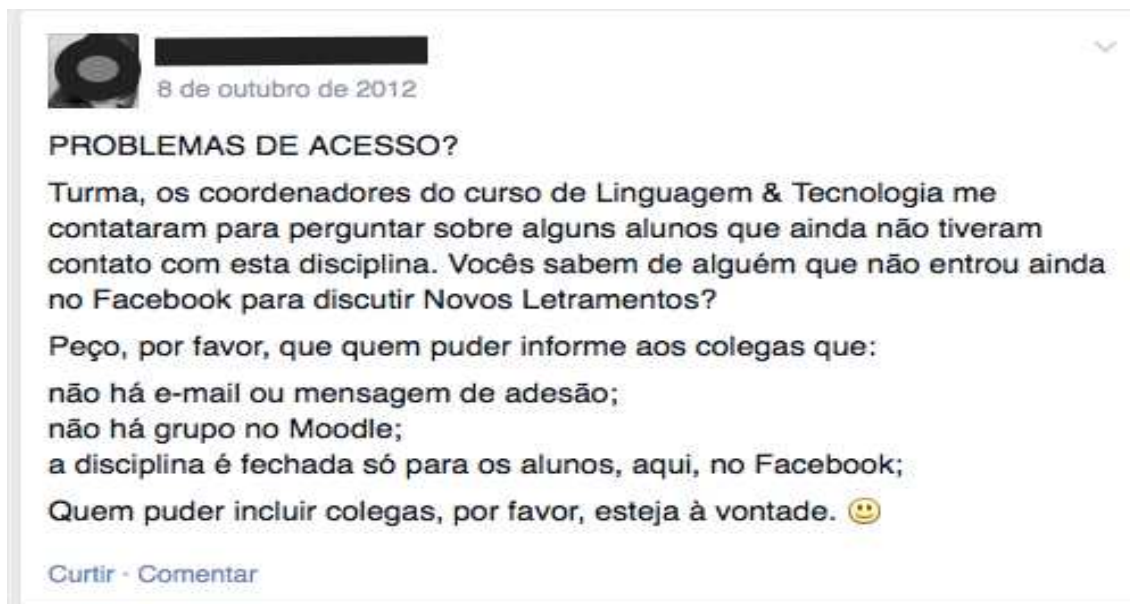 8 de outubro de 2012
PROBLEMAS DE ACESSO?
Turma, os coordenadores do curso de Linguagem & Tecnologia me
contataram para perguntar sobre alguns alunos que ainda não tiveram
contato com esta disciplina. Vocês sabem de alguém que não entrou ainda
no Facebook para discutir Novos Letramentos?
Peço, por favor, que quem puder informe aos colegas que:
não há e-mail ou mensagem de adesão;
não há grupo no Moodle;
a disciplina é fechada só para os alunos, aqui, no Facebook;
Quem puder incluir colegas, por favor, esteja à vontade. 🙂
Curtir · Comentar